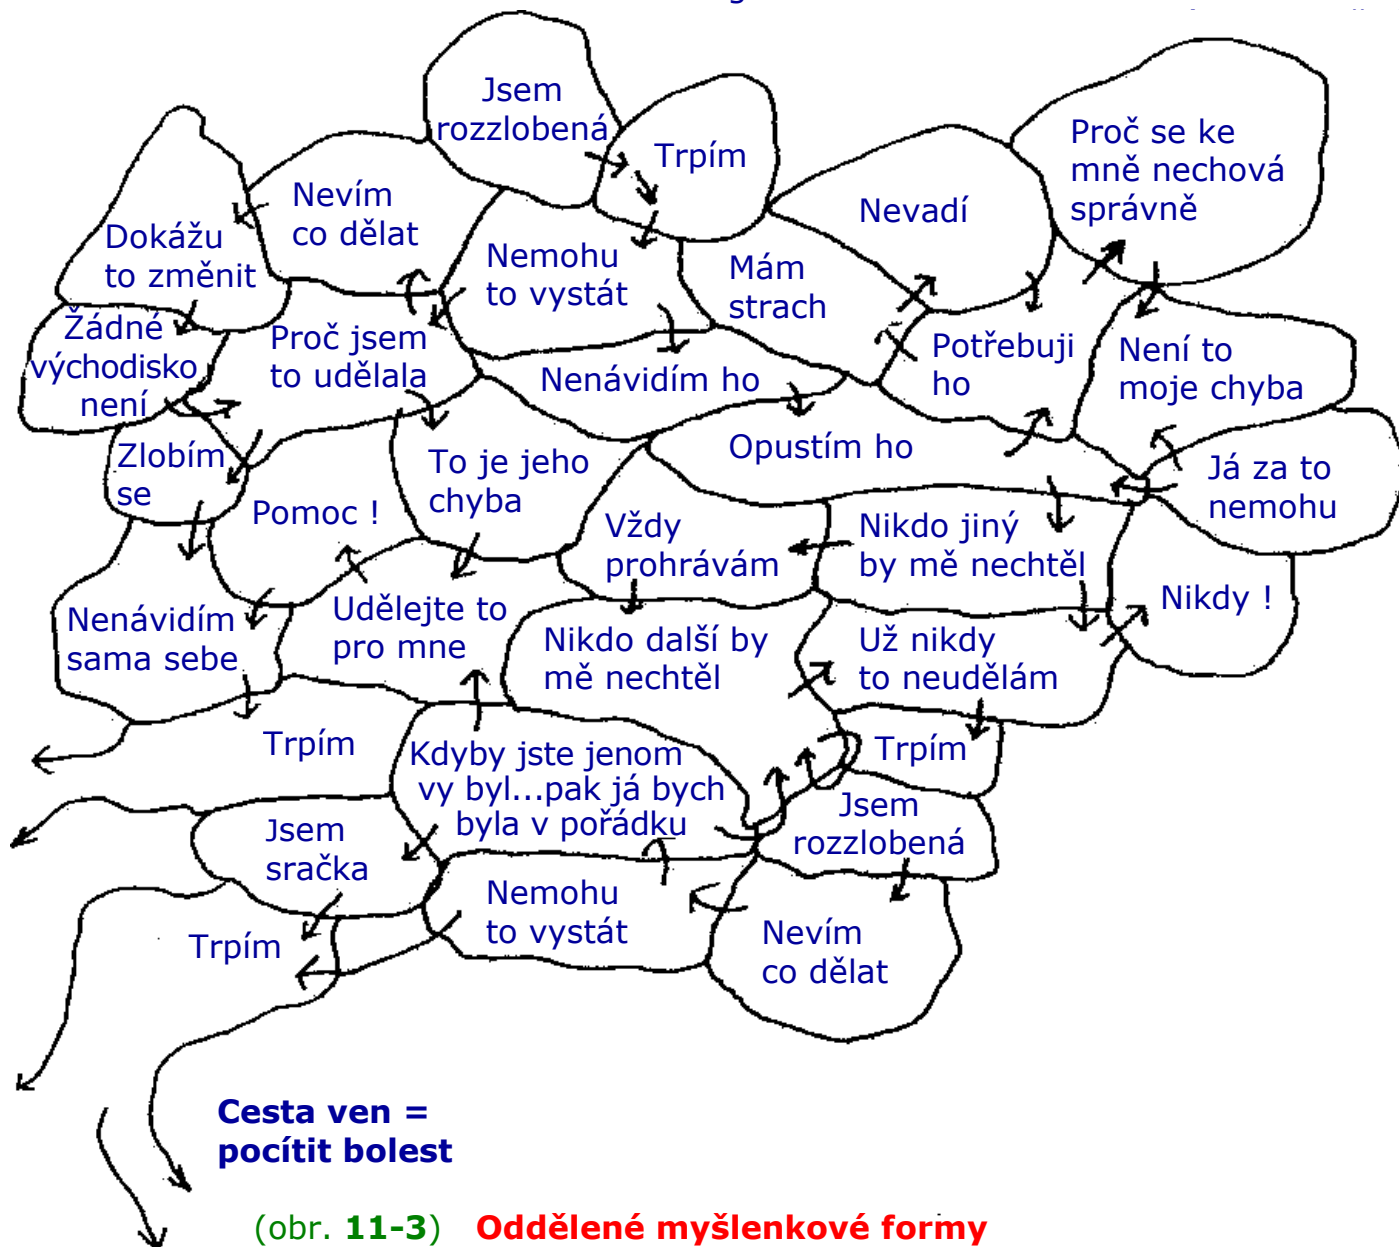 Jsem
rozzlobená
Trpím
Proč se ke
mně nechová
správně
Nevím
co dělat
Nevadí
Dokážu
to změnit
Nemohu
to vystát
Mám
strach
Žádné
východisko
není
Proč jsem
to udělala
Nenávidím ho
Potřebuji
ho
Není to
moje chyba
Zlobím
se
To je jeho
chyba
Opustím ho
Já za to
nemohu
Pomoc !
Vždy
prohrávám
Nikdo jiný
by mě nechtěl
Nikdy !
Nenávidím
sama sebe
Udělejte to
pro mne
Nikdo další by
mě nechtěl
Už nikdy
to neudělám
Trpím
Kdyby jste jenom
vy byl...pak já bych
byla v pořádku
Trpím
Jsem
sračka
Jsem
rozzlobená
Trpím
Nemohu
to vystát
Nevím
co dělat
Cesta ven =
pocítit bolest
(obr. 11-3) Oddělené myšlenkové formy